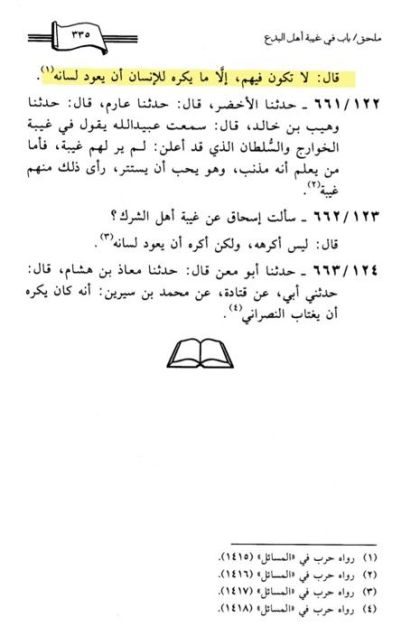 ملحق/باب في غيبة أهل البدع
٣٣٥
قال: لا تكون فيهم، إلَّا ما يكره للإنسان أن يعود لسانه(١).
٦٦١/١٢٢ ـ حدثنا الأخضر، قال: حدثنا عارم، قال: حدثنا
وهيب بن خالد، قال: سمعت عبيدالله يقول في غيبة
الخوارج والسُّلطان الذي قد أعلن: لم ير لهم غيبة، فأما
من يعلم أنه مذنب، وهو يحب أن يستتر، رأى ذلك منهم
غيبة(٢).
٦٦٢/١٢٣ ـ سألت إسحاق عن غيبة أهل الشرك؟
قال: ليس أكرهه، ولكن أكره أن يعود لسانه(٣).
٦٦٣/١٢٤ ـ حدثنا أبو معن قال: حدثنا معاذ بن هشام، قال:
حدثني أبي، عن قتادة، عن محمد بن سيرين: أنه كان يكره
أن يغتاب النصراني(٤).
(١) رواه حرب في «المسائل» (١٤١٥).
(٢) رواه حرب في «المسائل» (١٤١٦).
(٣) رواه حرب في «المسائل» (١٤١٧).
(٤) رواه حرب في «المسائل» (١٤١٨).